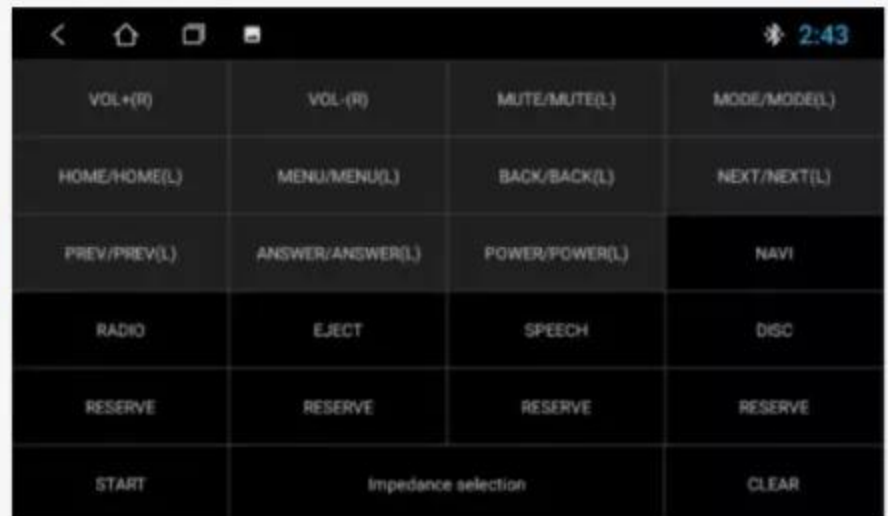 2:43
VOL+(R) VOL-(R) MUTE/MUTE(L) MODE/MODE(L)
HOME/HOME(L) MENU/MENU(L) BACK/BACK(L) NEXT/NEXT(L)
PREV/PREV(L) ANSWER/ANSWER(L) POWER/POWER(L) NAVI
RADIO EJECT SPEECH DISC
RESERVE RESERVE RESERVE RESERVE
START Impedance selection CLEAR